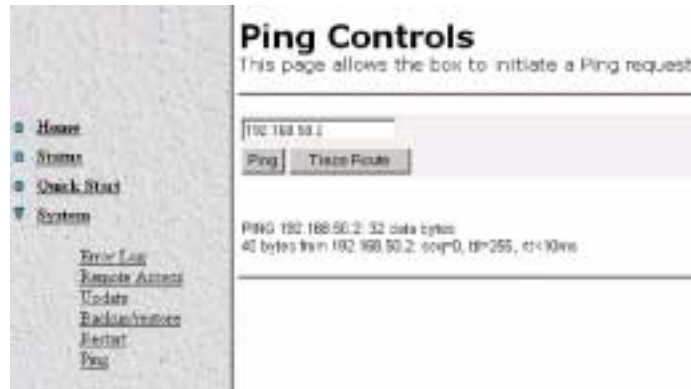 Ping Controls
This page allows the box to initiate a Ping request
Home
Status
Quick Start
System
Error Log
Remote Access
Update
Backup/restore
Restart
Ping
192.168.50.2
Ping
Trace Route
PING 192.168.50.2: 32 data bytes
40 bytes from 192.168.50.2: seq=0, ttl=255, rt<10ms